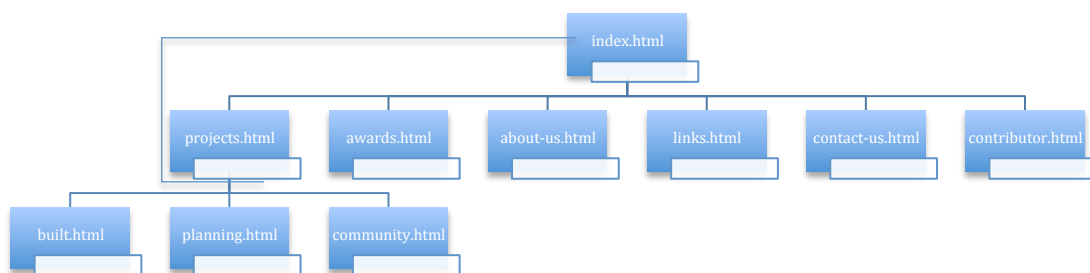 index.html
projects.html
awards.html
about-us.html
links.html
contact-us.html
contributor.html
built.html
planning.html
community.html